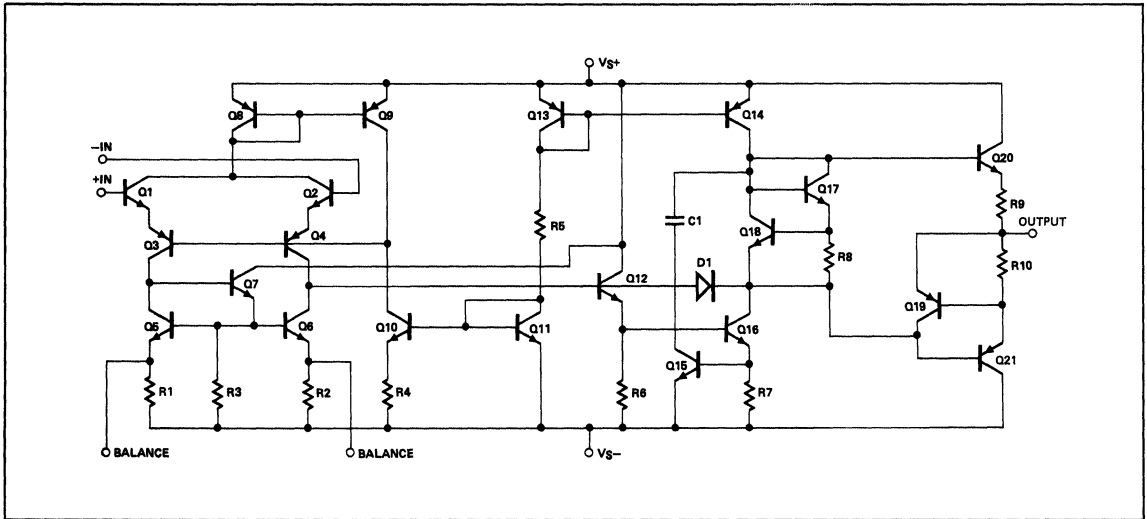 VS+
Q8
Q9
Q13
Q14
−IN
+IN
Q1
Q2
Q17
Q20
R9
OUTPUT
Q3
Q4
R5
C1
Q18
R8
R10
Q7
Q12
D1
Q19
Q5
Q6
Q10
Q11
Q16
Q21
Q15
R1
R3
R2
R4
R6
R7
BALANCE
BALANCE
VS−